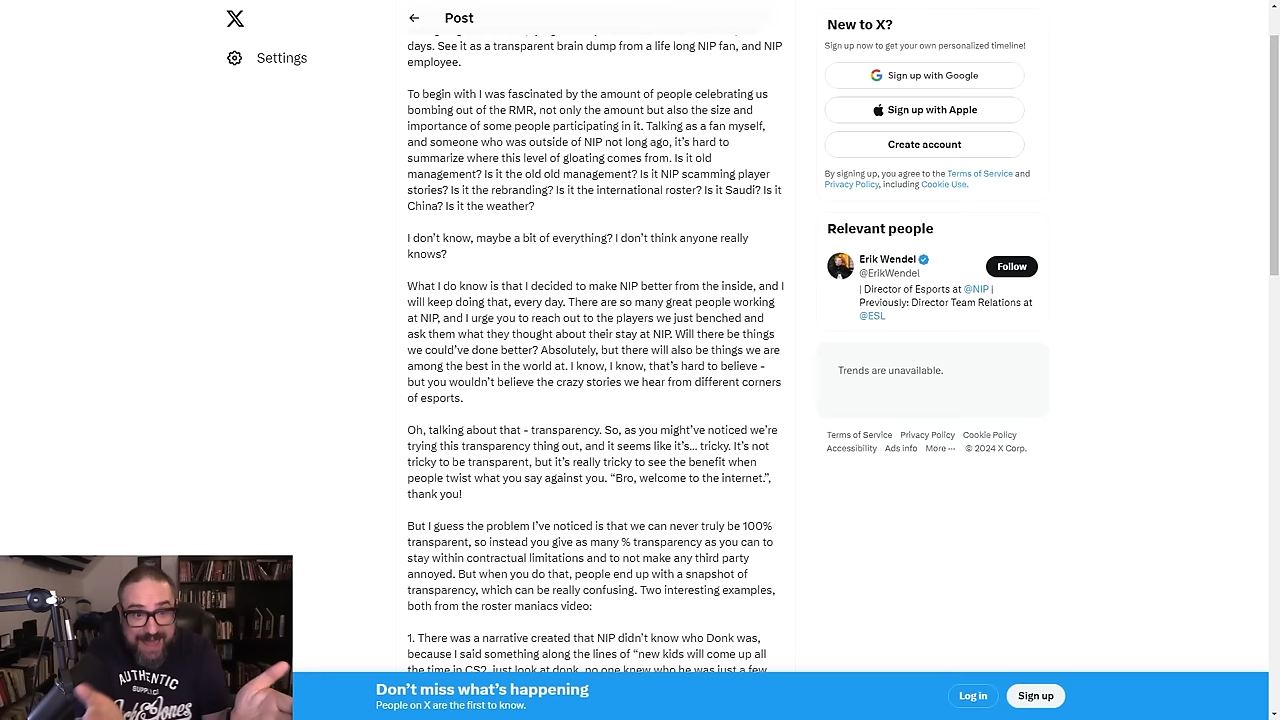 Post
Settings
days. See it as a transparent brain dump from a life long NIP fan, and NIP
employee.
To begin with I was fascinated by the amount of people celebrating us
bombing out of the RMR, not only the amount but also the size and
importance of some people participating in it. Talking as a fan myself,
and someone who was outside of NIP not long ago, it’s hard to
summarize where this level of gloating comes from. Is it old
management? Is it the old old management? Is it NIP scamming player
stories? Is it the rebranding? Is it the international roster? Is it Saudi? Is it
China? Is it the weather?
I don’t know, maybe a bit of everything? I don’t think anyone really
knows?
What I do know is that I decided to make NIP better from the inside, and I
will keep doing that, every day. There are so many great people working
at NIP, and I urge you to reach out to the players we just benched and
ask them what they thought about their stay at NIP. Will there be things
we could’ve done better? Absolutely, but there will also be things we are
among the best in the world at. I know, I know, that’s hard to believe -
but you wouldn’t believe the crazy stories we hear from different corners
of esports.
Oh, talking about that - transparency. So, as you might’ve noticed we’re
trying this transparency thing out, and it seems like it’s... tricky. It’s not
tricky to be transparent, but it’s really tricky to see the benefit when
people twist what you say against you. “Bro, welcome to the internet.”,
thank you!
But I guess the problem I’ve noticed is that we can never truly be 100%
transparent, so instead you give as many % transparency as you can to
stay within contractual limitations and to not make any third party
annoyed. But when you do that, people end up with a snapshot of
transparency, which can be really confusing. Two interesting examples,
both from the roster maniacs video:
1. There was a narrative created that NIP didn’t know who Donk was,
because I said something along the lines of “new kids will come up all
the time in CS2, just look at donk, no one knew who he was just a few
New to X?
Sign up now to get your own personalized timeline!
Sign up with Google
Sign up with Apple
Create account
By signing up, you agree to the Terms of Service and
Privacy Policy, including Cookie Use.
Relevant people
Erik Wendel
@ErikWendel
Follow
| Director of Esports at @NIP |
Previously: Director Team Relations at
@ESL
Trends are unavailable.
Terms of Service Privacy Policy Cookie Policy
Accessibility Ads info More ··· © 2024 X Corp.
AUTHENTIC
Don’t miss what’s happening
People on X are the first to know.
Log in
Sign up